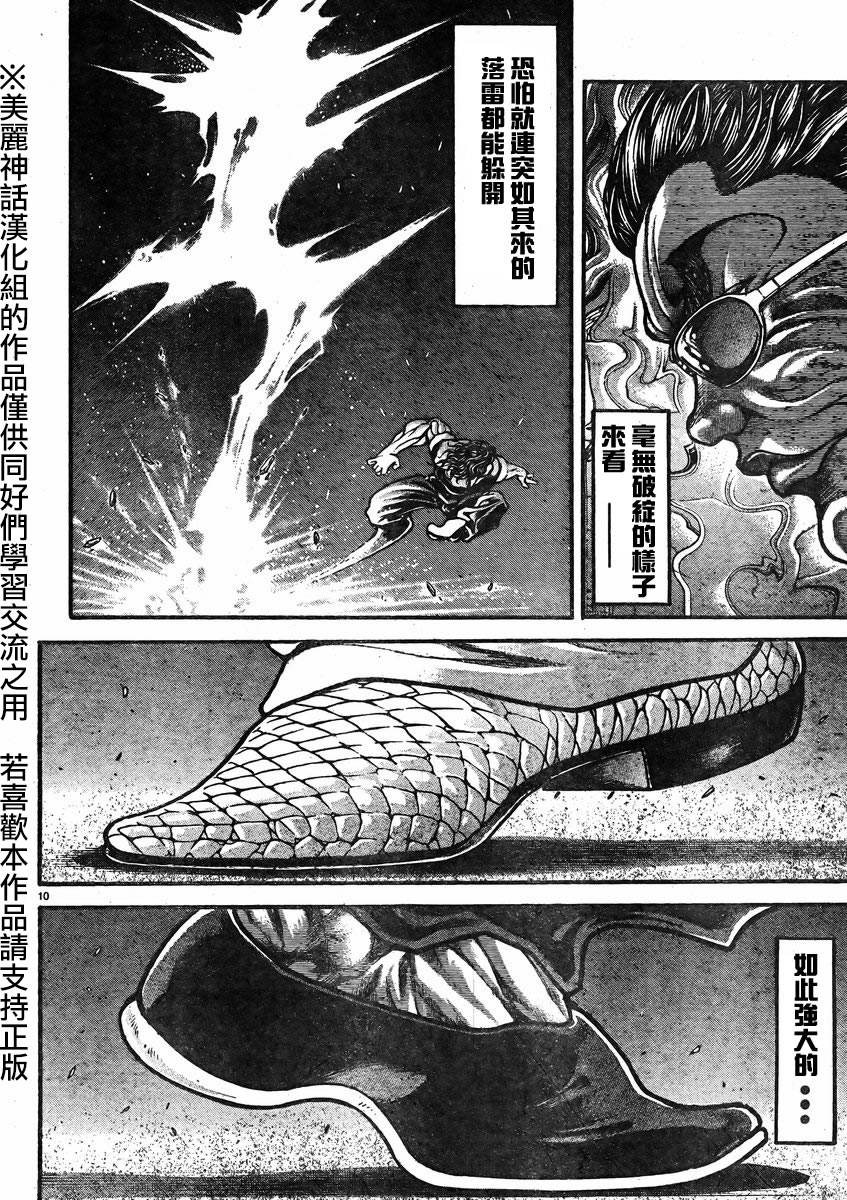 毫無破綻的樣子
來看——
恐怕就連突如其來的
落雷都能躲開
如此強大的●●●
10
※美麗神話漢化組的作品僅供同好們學習交流之用　若喜歡本作品請支持正版